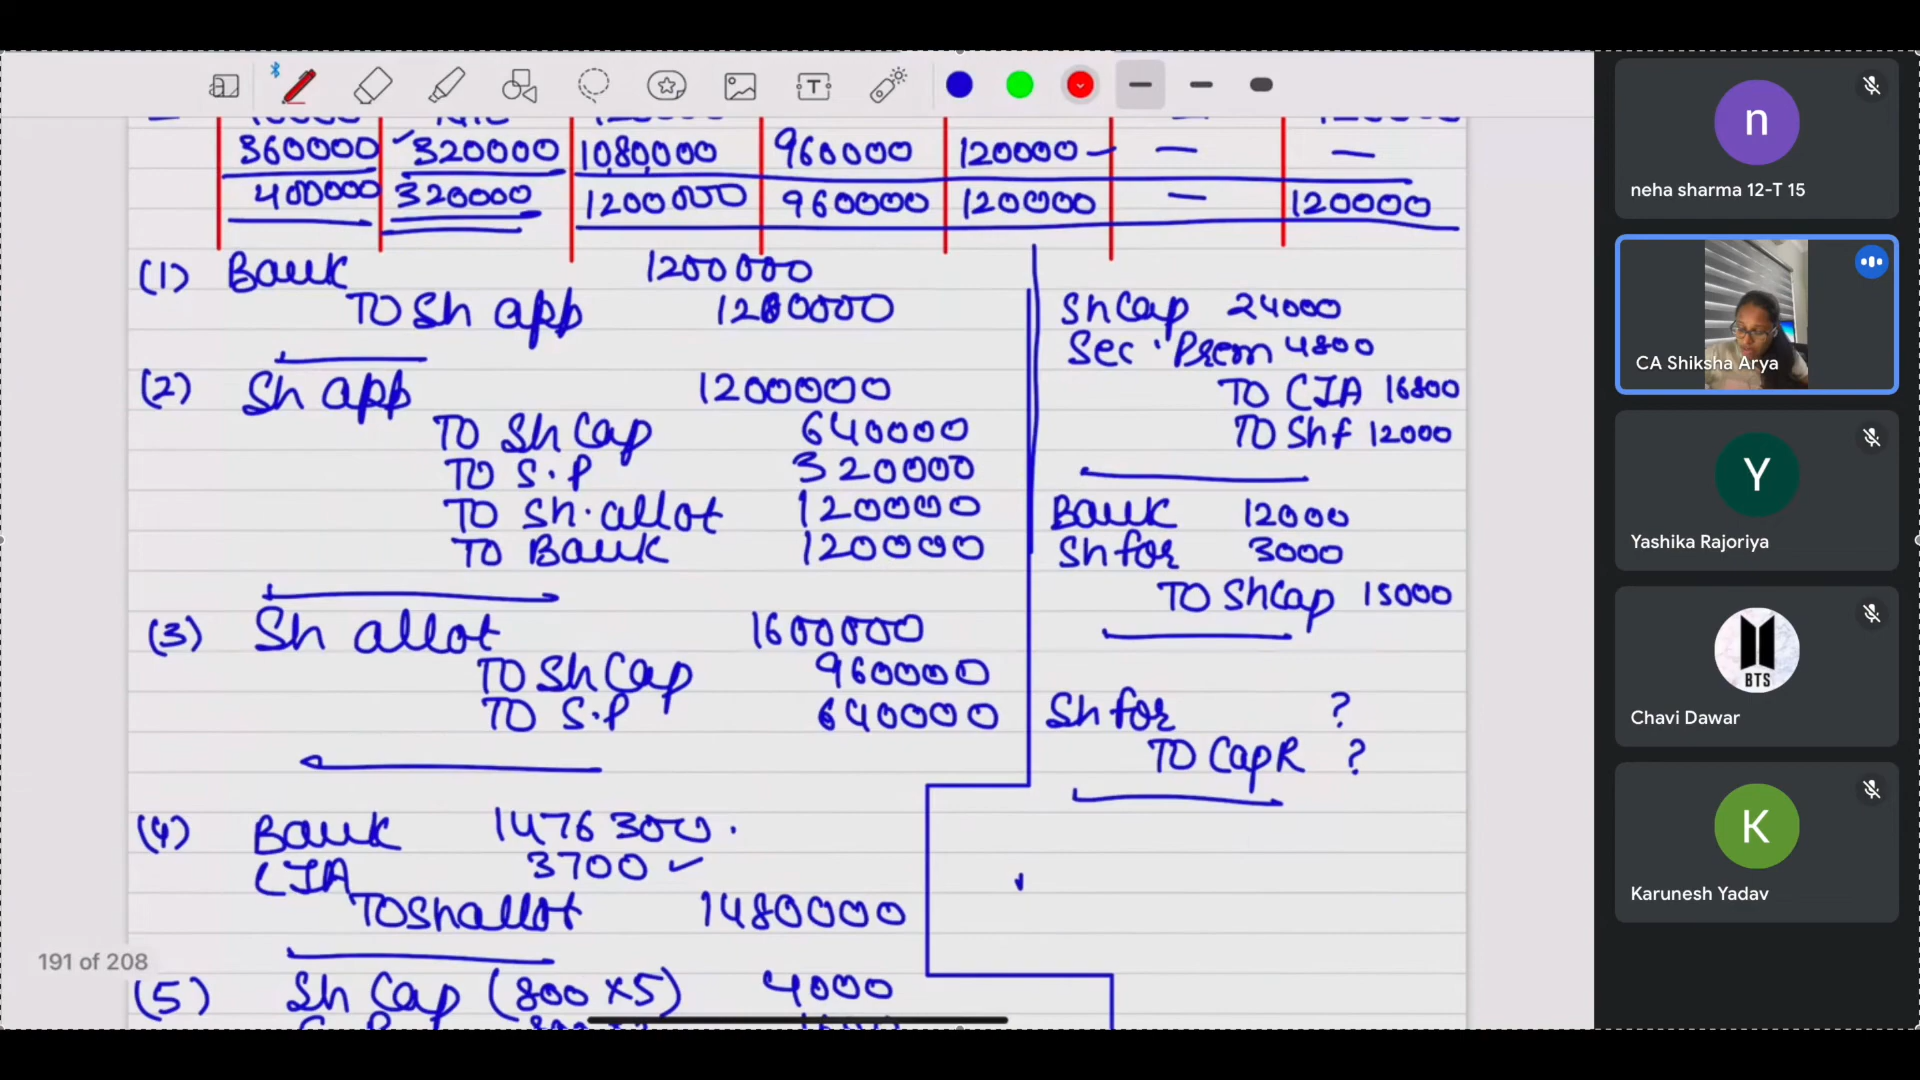 360000 320000 1080000 960000 120000 — — —
400000 320000 1200000 960000 120000 — 120000
(1) Bank 1200000
TO Sh app 1200000
(2) Sh app 1200000
TO Sh Cap 640000
TO S.P 320000
TO Sh. allot 120000
TO Bank 120000
(3) Sh allot 1600000
TO Sh Cap 960000
TO S.P 640000
(4) Bank 1476300
CIA 3700
TO Sh allot 1480000
(5) Sh Cap (800 x 5) 4000
Sh Cap 24000
Sec. Prem 4800
TO CIA 16800
TO Shf 12000
Bank 12000
Sh for 3000
TO Sh Cap 15000
Sh for ?
TO Cap R ?
191 of 208
n
neha sharma 12-T 15
CA Shiksha Arya
Y
Yashika Rajoriya
BTS
Chavi Dawar
K
Karunesh Yadav